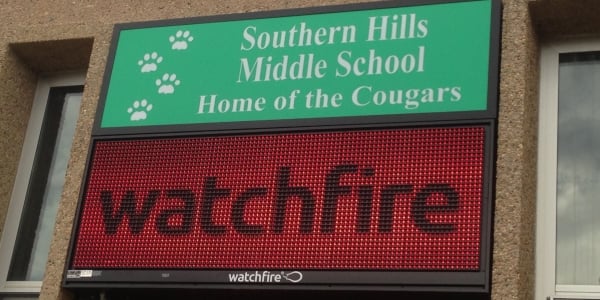 Southern Hills
Middle School
Home of the Cougars
watchfire
watchfire